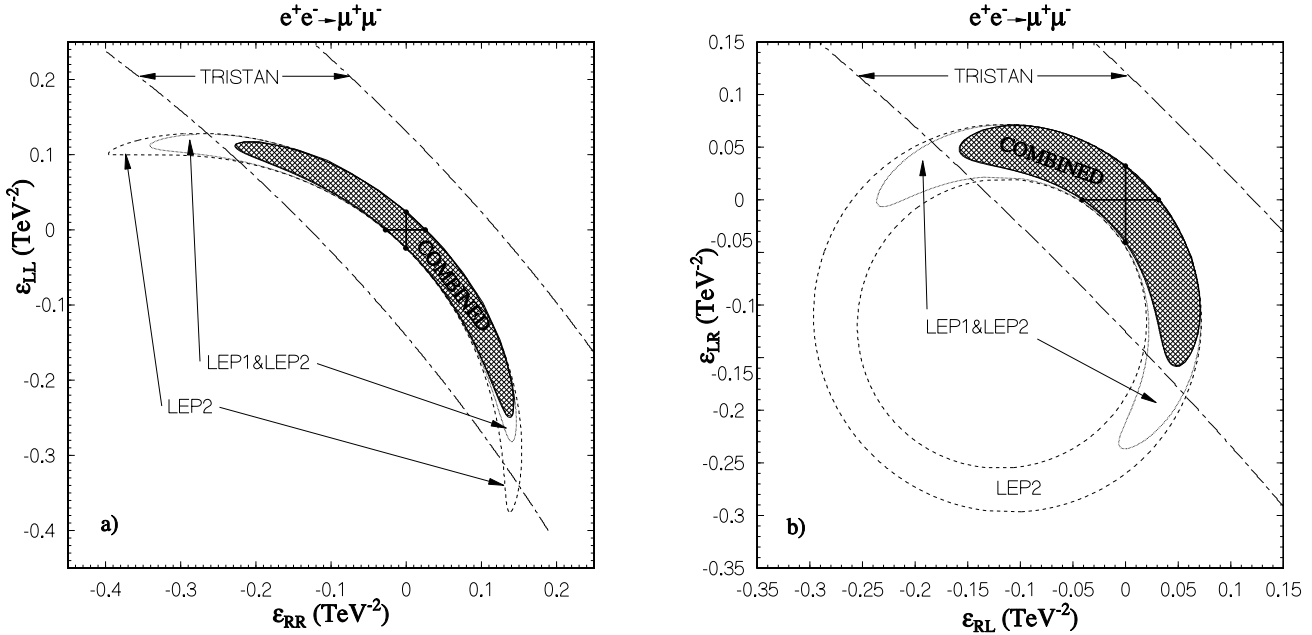 e⁺e⁻→μ⁺μ⁻
TRISTAN
COMBINED
LEP1&LEP2
LEP2
a)
0.2
0.1
0
-0.1
-0.2
-0.3
-0.4
ε_LL (TeV⁻²)
-0.4 -0.3 -0.2 -0.1 0 0.1 0.2
ε_RR (TeV⁻²)
e⁺e⁻→μ⁺μ⁻
TRISTAN
COMBINED
LEP1&LEP2
LEP2
b)
0.15
0.1
0.05
0
-0.05
-0.1
-0.15
-0.2
-0.25
-0.3
-0.35
ε_LR (TeV⁻²)
-0.35 -0.3 -0.25 -0.2 -0.15 -0.1 -0.05 0 0.05 0.1 0.15
ε_RL (TeV⁻²)